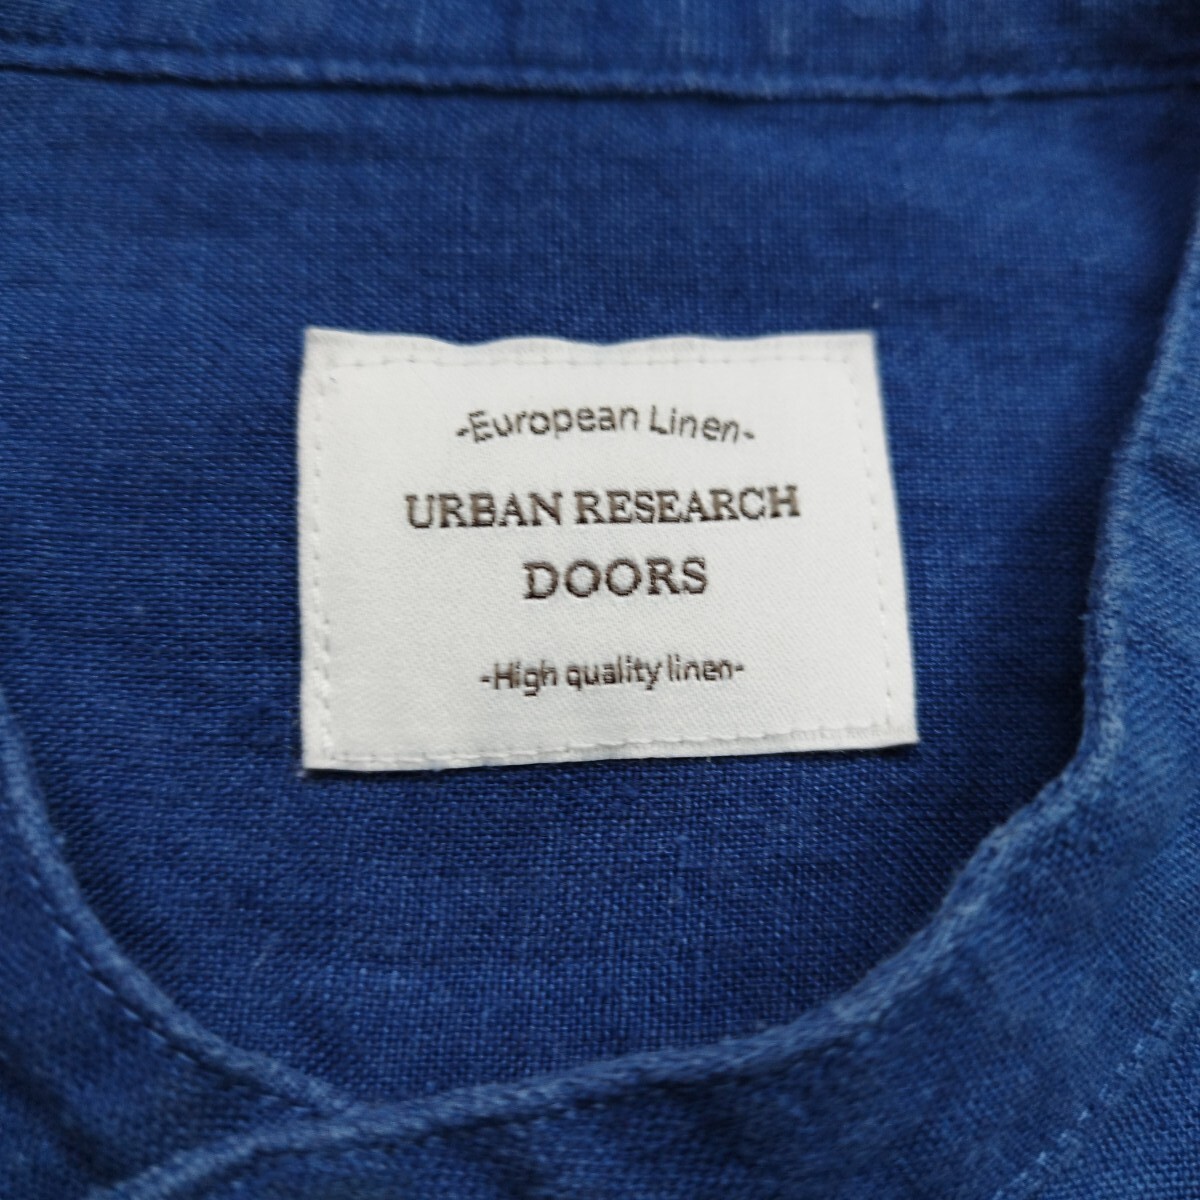 -European Linen-
URBAN RESEARCH
DOORS
-High quality linen-